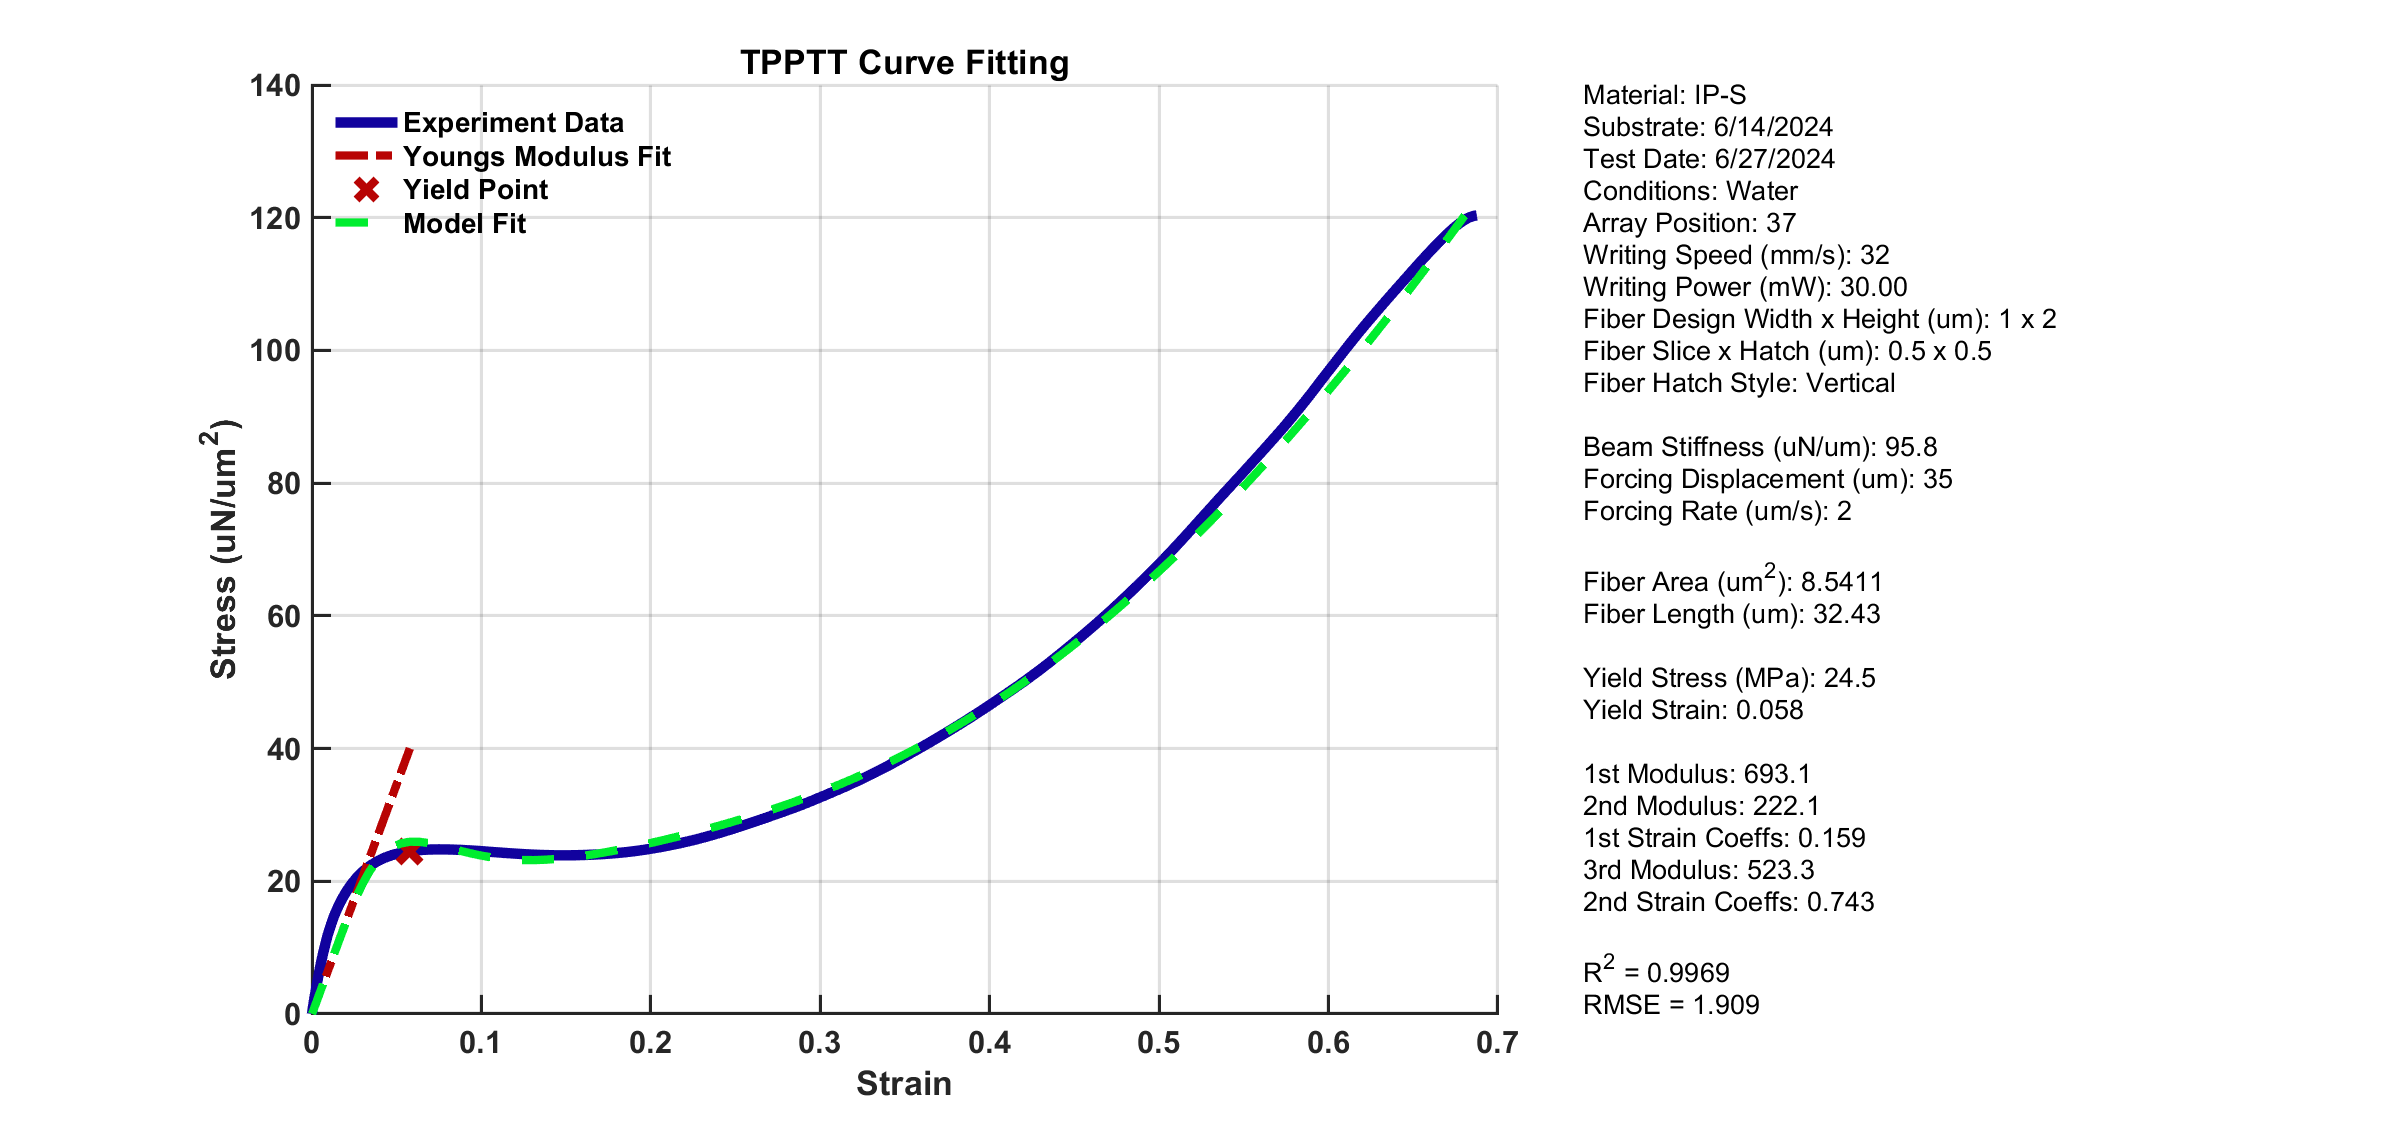 TPPTT Curve Fitting
140
120
100
80
60
40
20
0
Stress (uN/um²)
Experiment Data
Youngs Modulus Fit
Yield Point
Model Fit
0 0.1 0.2 0.3 0.4 0.5 0.6 0.7
Strain
Material: IP-S
Substrate: 6/14/2024
Test Date: 6/27/2024
Conditions: Water
Array Position: 37
Writing Speed (mm/s): 32
Writing Power (mW): 30.00
Fiber Design Width x Height (um): 1 x 2
Fiber Slice x Hatch (um): 0.5 x 0.5
Fiber Hatch Style: Vertical
Beam Stiffness (uN/um): 95.8
Forcing Displacement (um): 35
Forcing Rate (um/s): 2
Fiber Area (um²): 8.5411
Fiber Length (um): 32.43
Yield Stress (MPa): 24.5
Yield Strain: 0.058
1st Modulus: 693.1
2nd Modulus: 222.1
1st Strain Coeffs: 0.159
3rd Modulus: 523.3
2nd Strain Coeffs: 0.743
R² = 0.9969
RMSE = 1.909